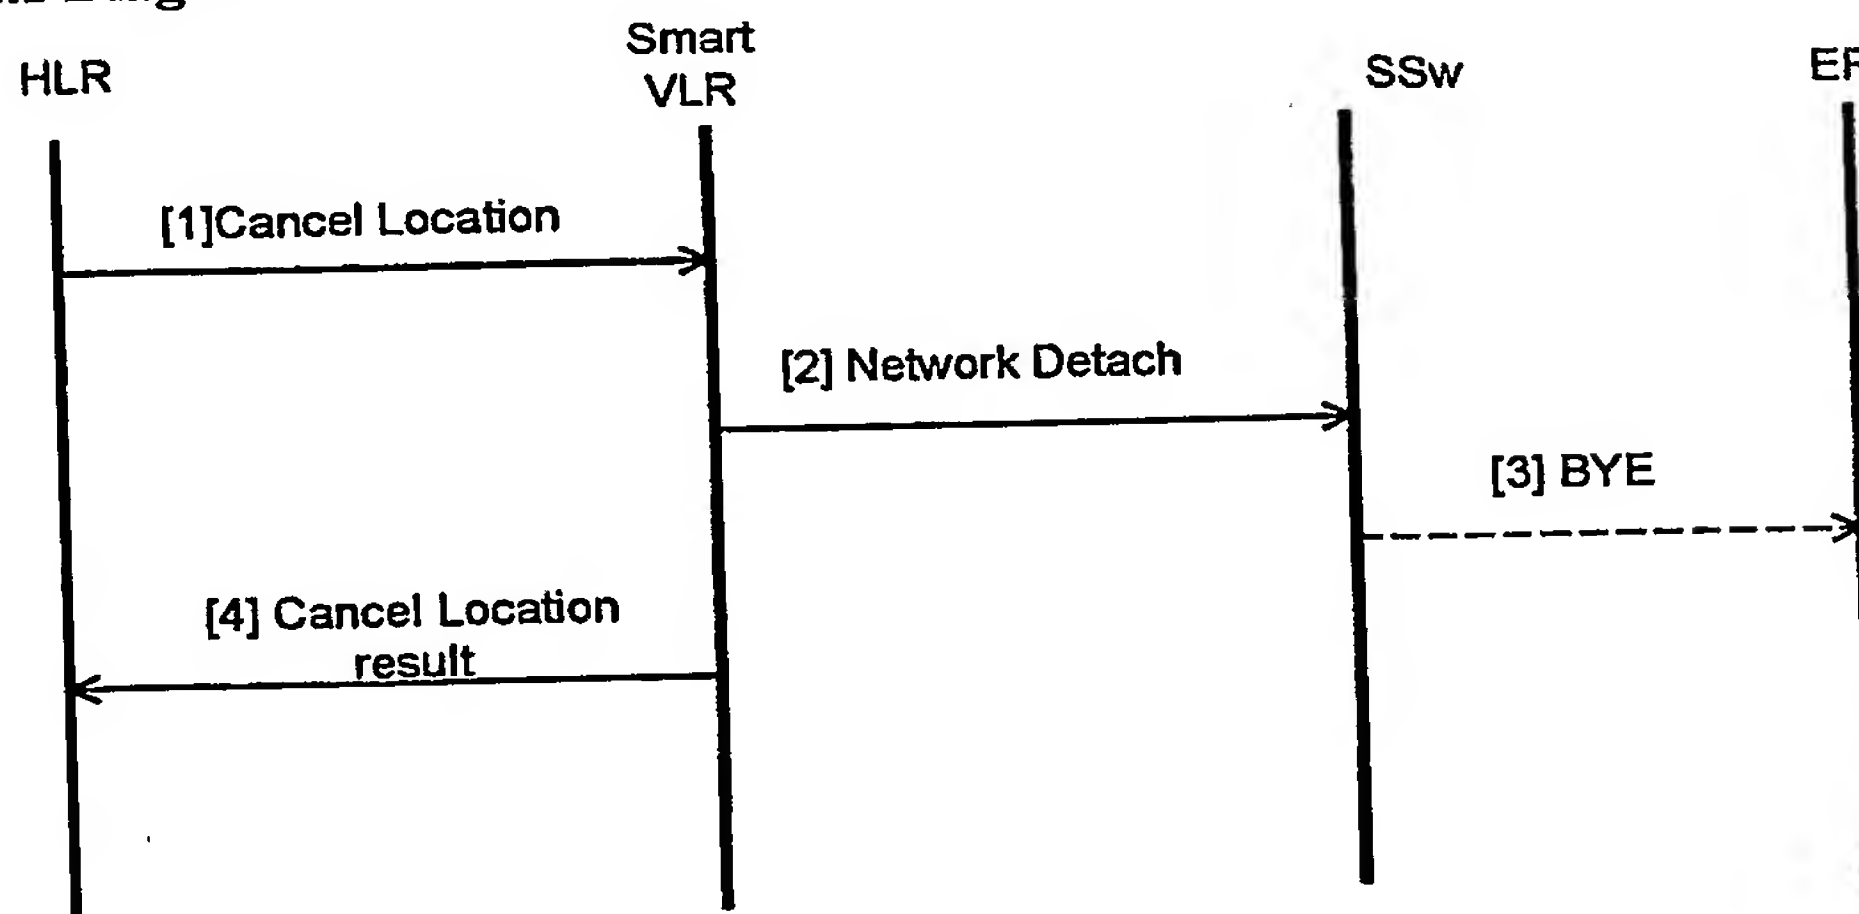 HLR
Smart
VLR
SSw
[1]Cancel Location
[2] Network Detach
[3] BYE
[4] Cancel Location
result